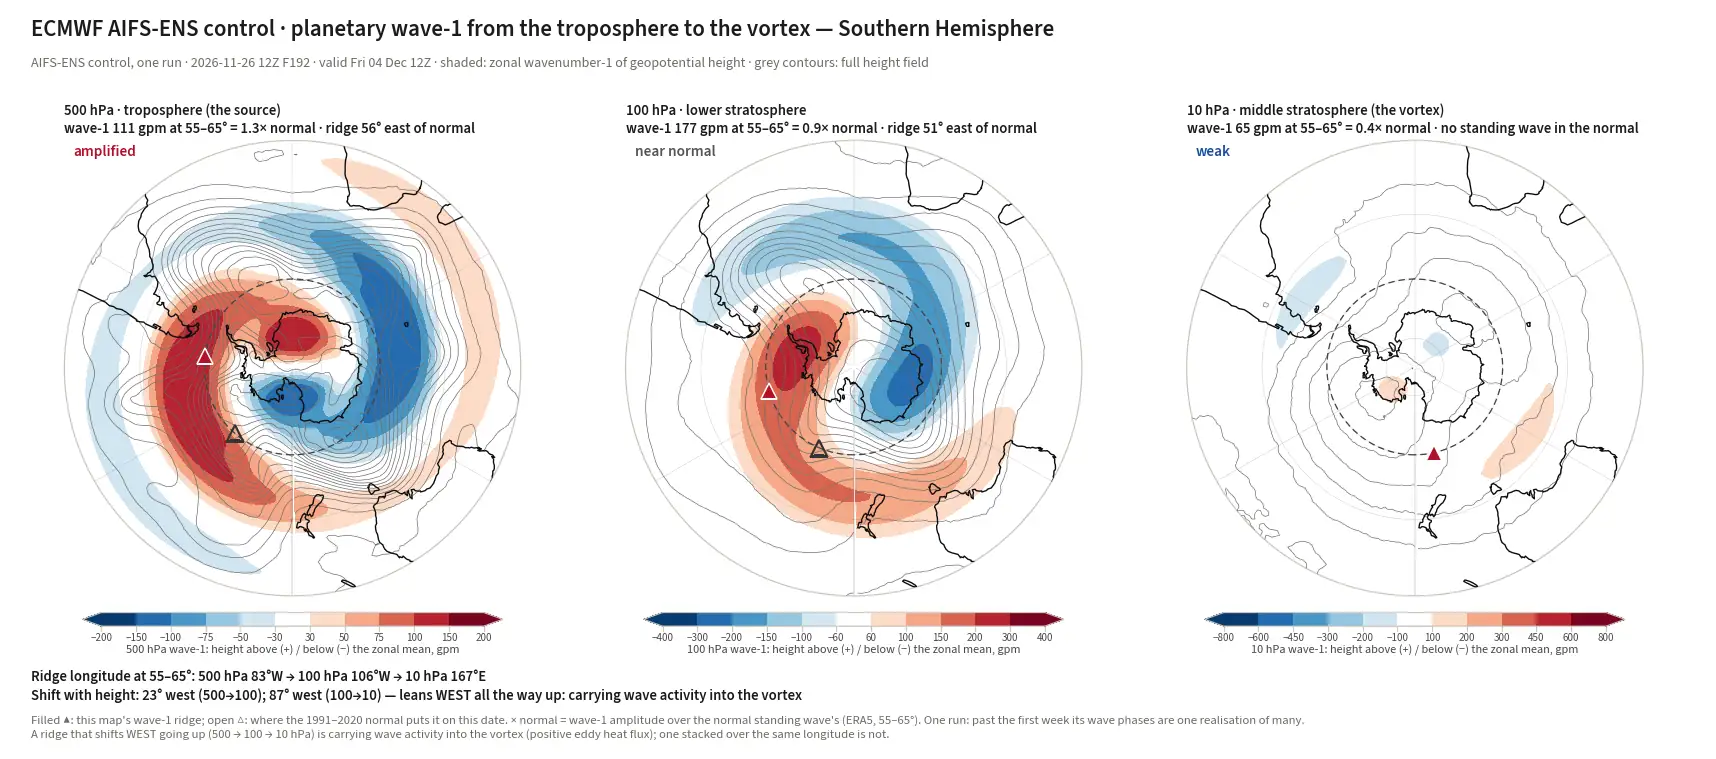 ECMWF AIFS-ENS control · planetary wave-1 from the troposphere to the vortex — Southern Hemisphere
AIFS-ENS control, one run · 2026-11-26 12Z F192 · valid Fri 04 Dec 12Z · shaded: zonal wavenumber-1 of geopotential height · grey contours: full height field
500 hPa · troposphere (the source)
wave-1 111 gpm at 55–65° = 1.3× normal · ridge 56° east of normal
amplified
100 hPa · lower stratosphere
wave-1 177 gpm at 55–65° = 0.9× normal · ridge 51° east of normal
near normal
10 hPa · middle stratosphere (the vortex)
wave-1 65 gpm at 55–65° = 0.4× normal · no standing wave in the normal
weak
−200 −150 −100 −75 −50 −30 30 50 75 100 150 200
500 hPa wave-1: height above (+) / below (−) the zonal mean, gpm
−400 −300 −200 −150 −100 −60 60 100 150 200 300 400
100 hPa wave-1: height above (+) / below (−) the zonal mean, gpm
−800 −600 −450 −300 −200 −100 100 200 300 450 600 800
10 hPa wave-1: height above (+) / below (−) the zonal mean, gpm
Ridge longitude at 55–65°: 500 hPa 83°W → 100 hPa 106°W → 10 hPa 167°E
Shift with height: 23° west (500→100); 87° west (100→10) — leans WEST all the way up: carrying wave activity into the vortex
Filled ▲: this map's wave-1 ridge; open △: where the 1991–2020 normal puts it on this date. × normal = wave-1 amplitude over the normal standing wave's (ERA5, 55–65°). One run: past the first week its wave phases are one realisation of many.
A ridge that shifts WEST going up (500 → 100 → 10 hPa) is carrying wave activity into the vortex (positive eddy heat flux); one stacked over the same longitude is not.